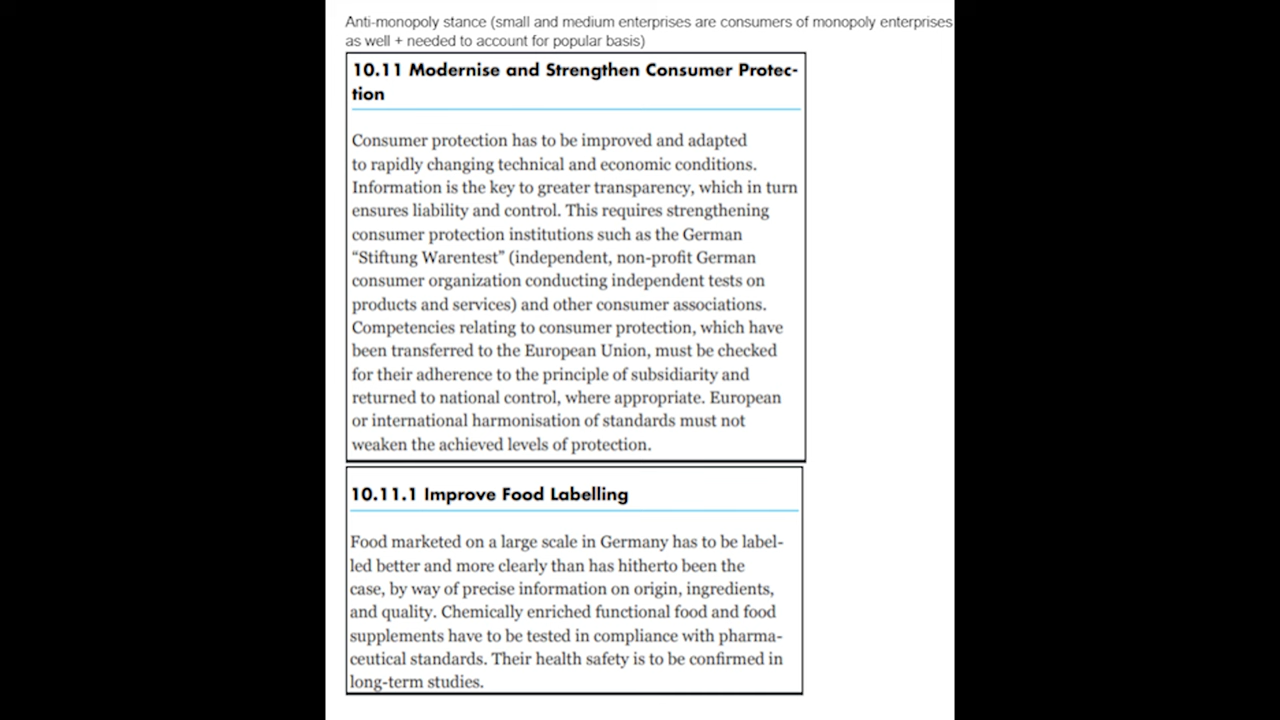 Anti-monopoly stance (small and medium enterprises are consumers of monopoly enterprises
as well + needed to account for popular basis)
10.11 Modernise and Strengthen Consumer Protec-
tion
Consumer protection has to be improved and adapted
to rapidly changing technical and economic conditions.
Information is the key to greater transparency, which in turn
ensures liability and control. This requires strengthening
consumer protection institutions such as the German
“Stiftung Warentest” (independent, non-profit German
consumer organization conducting independent tests on
products and services) and other consumer associations.
Competencies relating to consumer protection, which have
been transferred to the European Union, must be checked
for their adherence to the principle of subsidiarity and
returned to national control, where appropriate. European
or international harmonisation of standards must not
weaken the achieved levels of protection.
10.11.1 Improve Food Labelling
Food marketed on a large scale in Germany has to be label-
led better and more clearly than has hitherto been the
case, by way of precise information on origin, ingredients,
and quality. Chemically enriched functional food and food
supplements have to be tested in compliance with pharma-
ceutical standards. Their health safety is to be confirmed in
long-term studies.